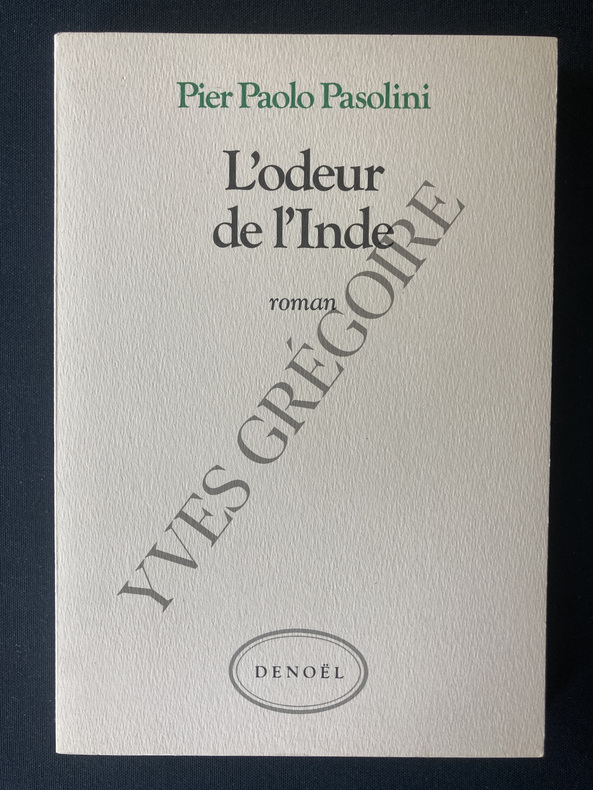 Pier Paolo Pasolini
L'odeur
de l'Inde
roman
YVES GRÉGOIRE
DENOËL